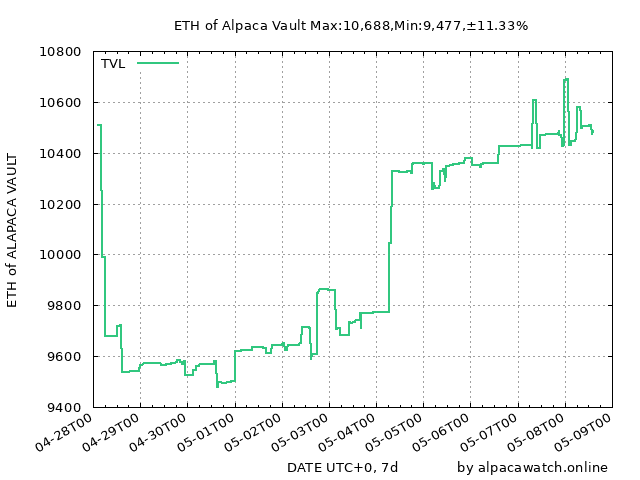 ETH of Alpaca Vault Max:10,688,Min:9,477,±11.33%
TVL
10800
10600
10400
10200
10000
9800
9600
9400
ETH of ALAPACA VAULT
04-28T00
04-29T00
04-30T00
05-01T00
05-02T00
05-03T00
05-04T00
05-05T00
05-06T00
05-07T00
05-08T00
05-09T00
DATE UTC+0, 7d
by alpacawatch.online